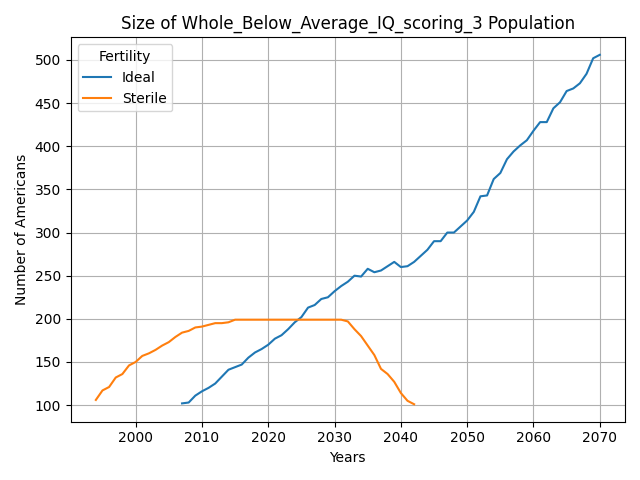 Size of Whole_Below_Average_IQ_scoring_3 Population
Fertility
Ideal
Sterile
Number of Americans
500
450
400
350
300
250
200
150
100
2000 2010 2020 2030 2040 2050 2060 2070
Years